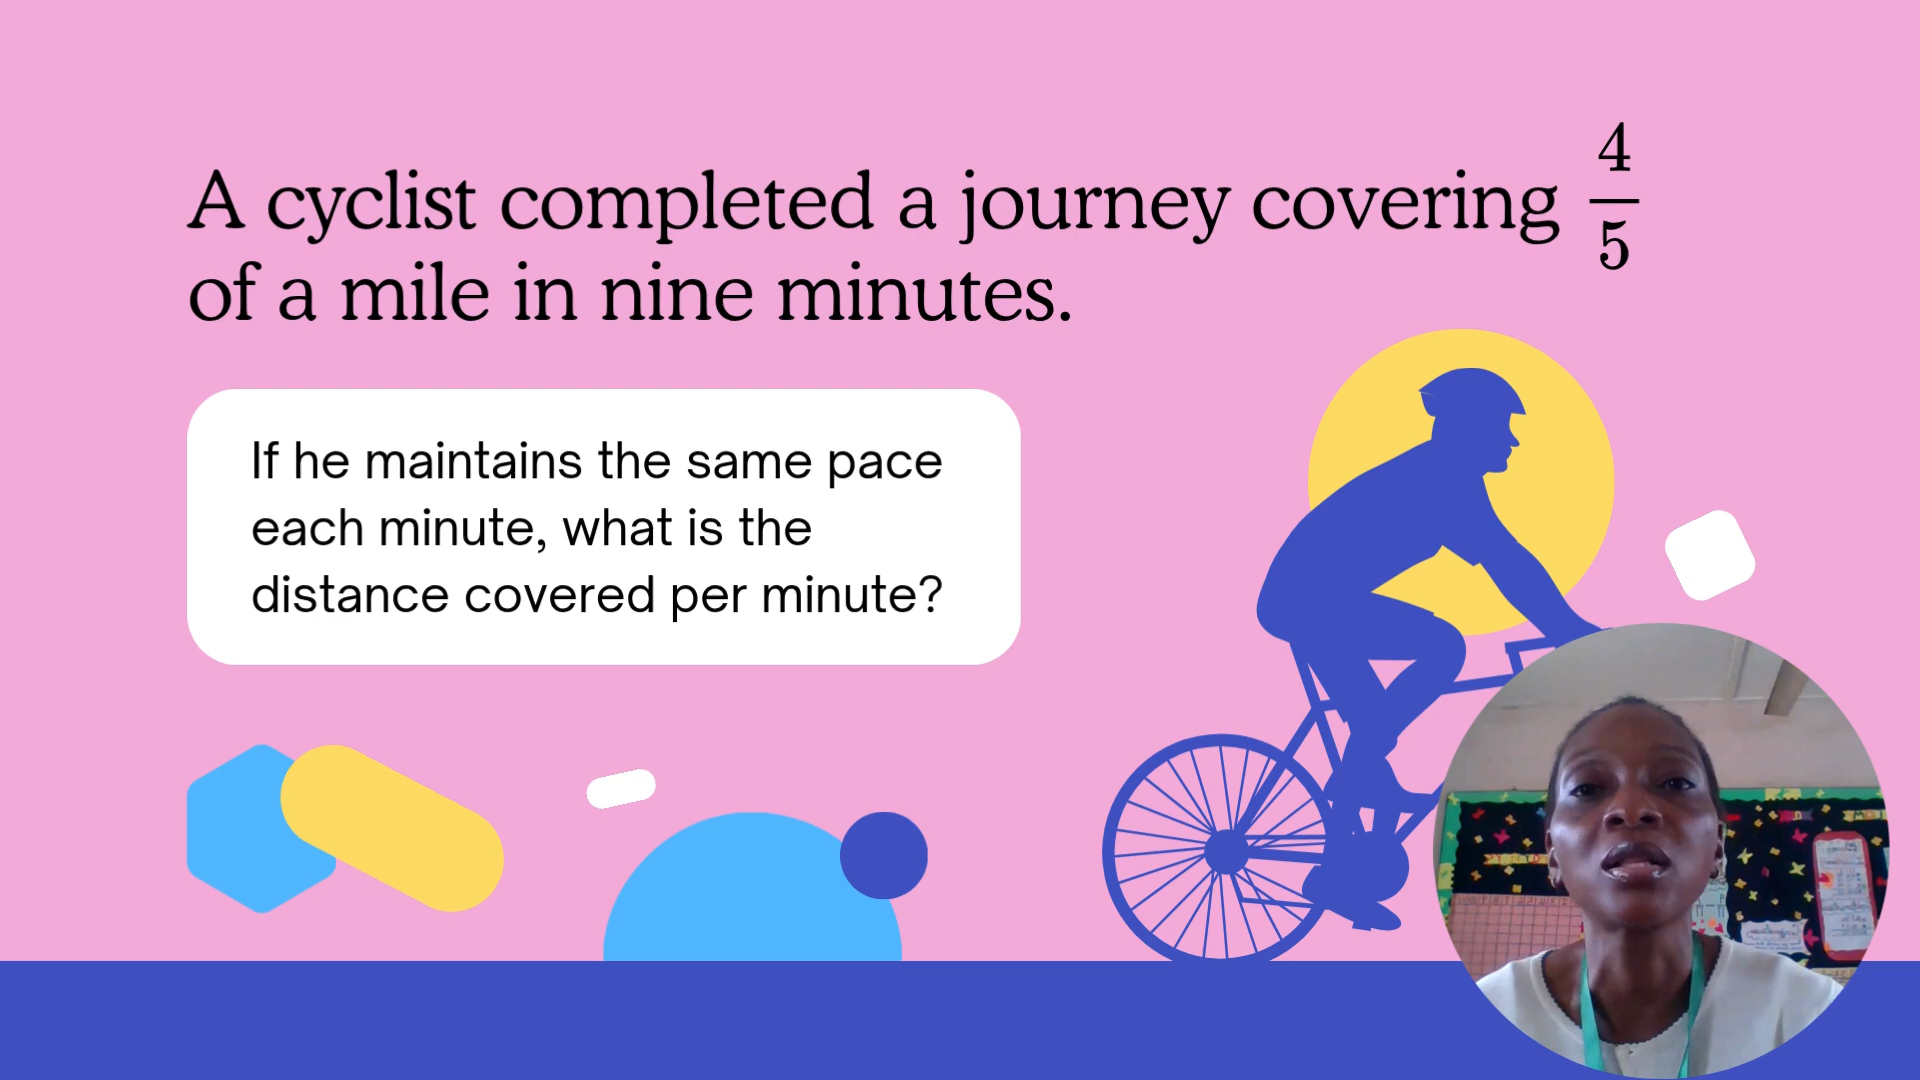 A cyclist completed a journey covering 4/5
of a mile in nine minutes.
If he maintains the same pace
each minute, what is the
distance covered per minute?